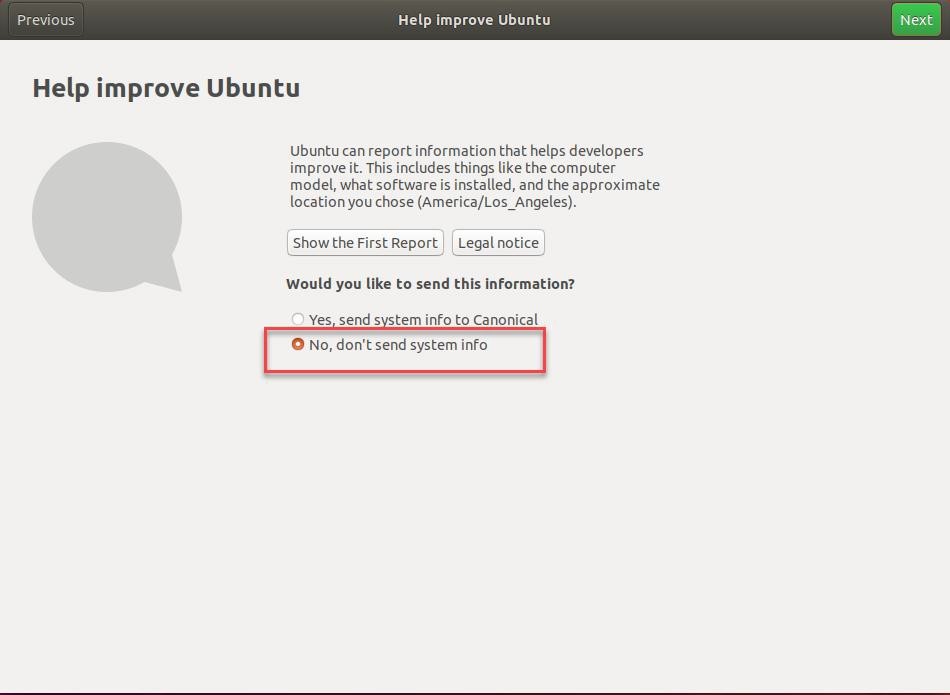 Previous
Help improve Ubuntu
Next
Help improve Ubuntu
Ubuntu can report information that helps developers
improve it. This includes things like the computer
model, what software is installed, and the approximate
location you chose (America/Los_Angeles).
Show the First Report
Legal notice
Would you like to send this information?
Yes, send system info to Canonical
No, don't send system info